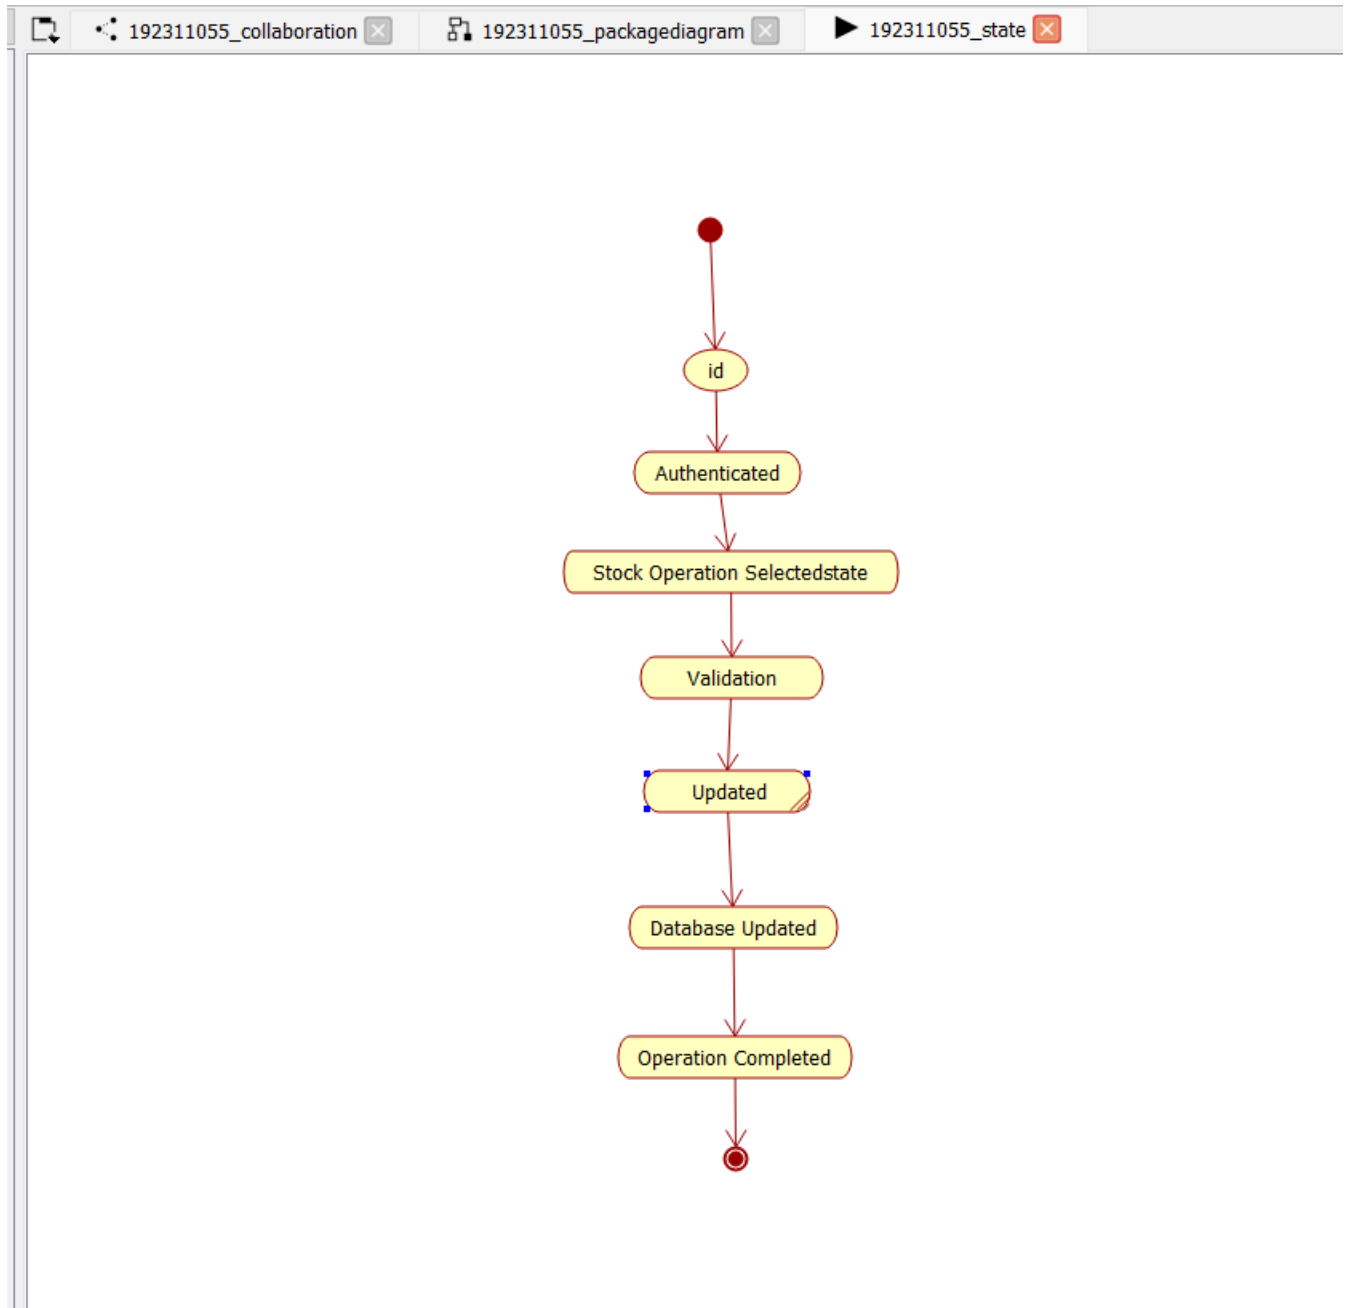 192311055_collaboration
192311055_packagediagram
192311055_state
id
Authenticated
Stock Operation Selectedstate
Validation
Updated
Database Updated
Operation Completed